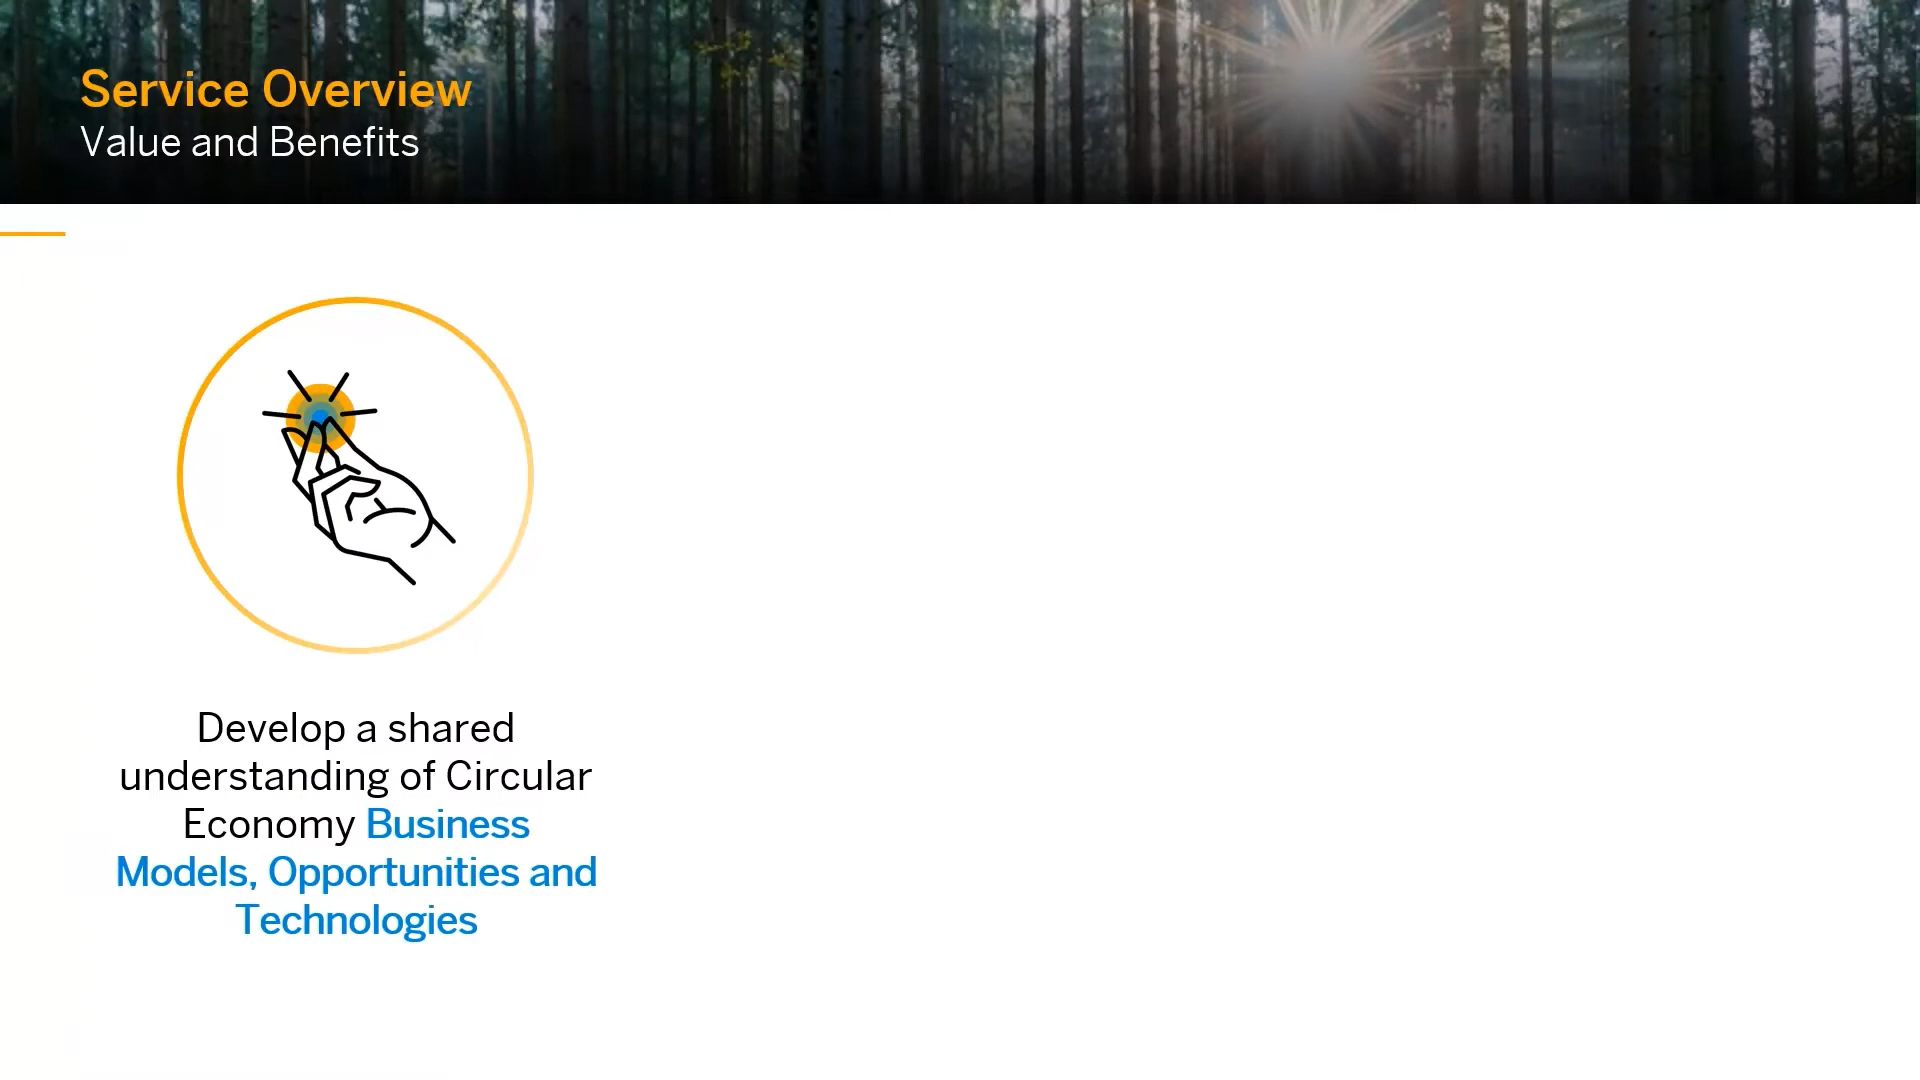 Service Overview
Value and Benefits
Develop a shared
understanding of Circular
Economy Business
Models, Opportunities and
Technologies